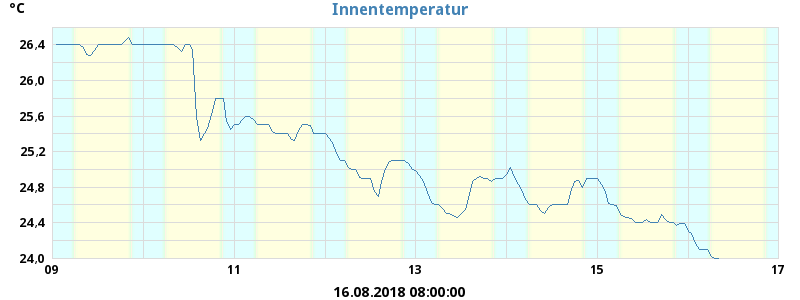 °C
Innentemperatur
26,4
26,0
25,6
25,2
24,8
24,4
24,0
09 11 13 15 17
16.08.2018 08:00:00